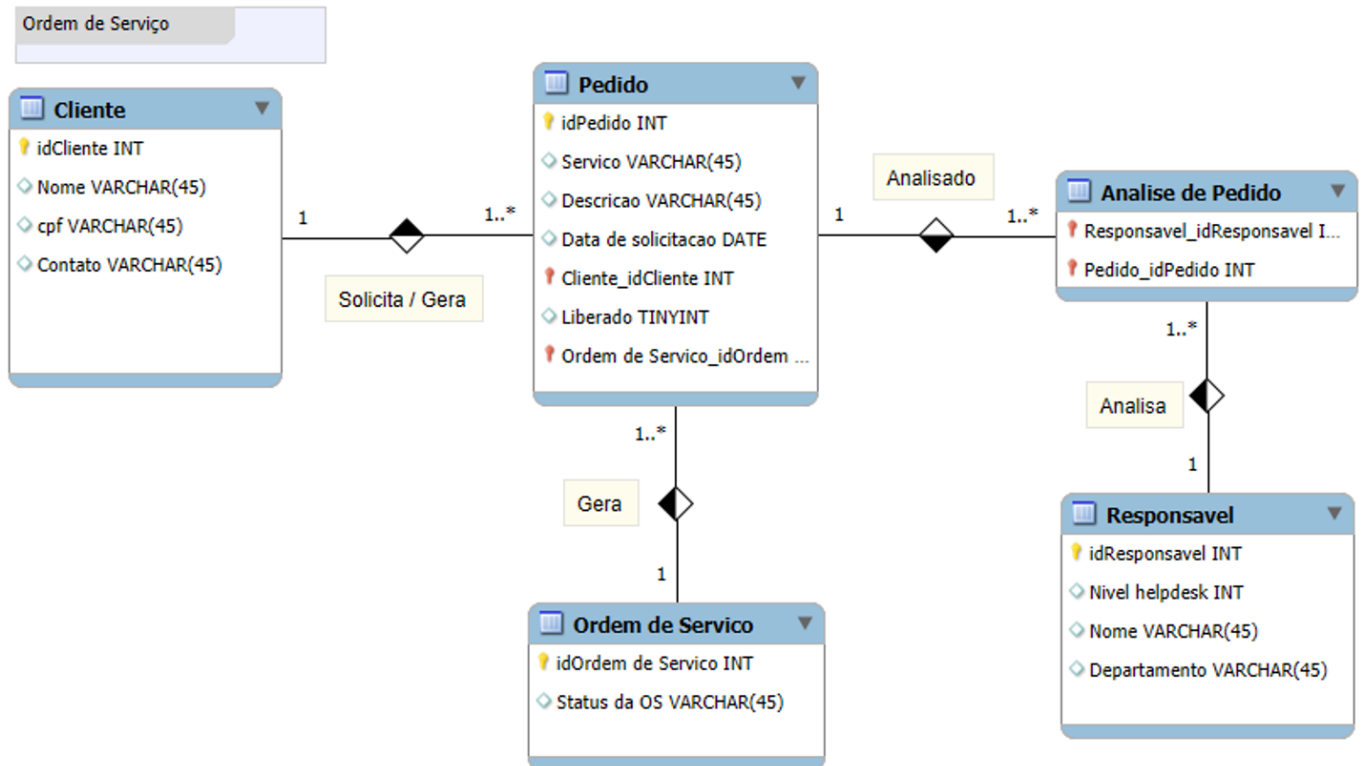 Ordem de Serviço
Cliente
idCliente INT
Nome VARCHAR(45)
cpf VARCHAR(45)
Contato VARCHAR(45)
1
1..*
Solicita / Gera
Pedido
idPedido INT
Servico VARCHAR(45)
Descricao VARCHAR(45)
Data de solicitacao DATE
Cliente_idCliente INT
Liberado TINYINT
Ordem de Servico_idOrdem ...
Analisado
1
1..*
Analise de Pedido
Responsavel_idResponsavel I...
Pedido_idPedido INT
1..*
Analisa
1
1..*
Gera
1
Responsavel
idResponsavel INT
Nivel helpdesk INT
Nome VARCHAR(45)
Departamento VARCHAR(45)
Ordem de Servico
idOrdem de Servico INT
Status da OS VARCHAR(45)